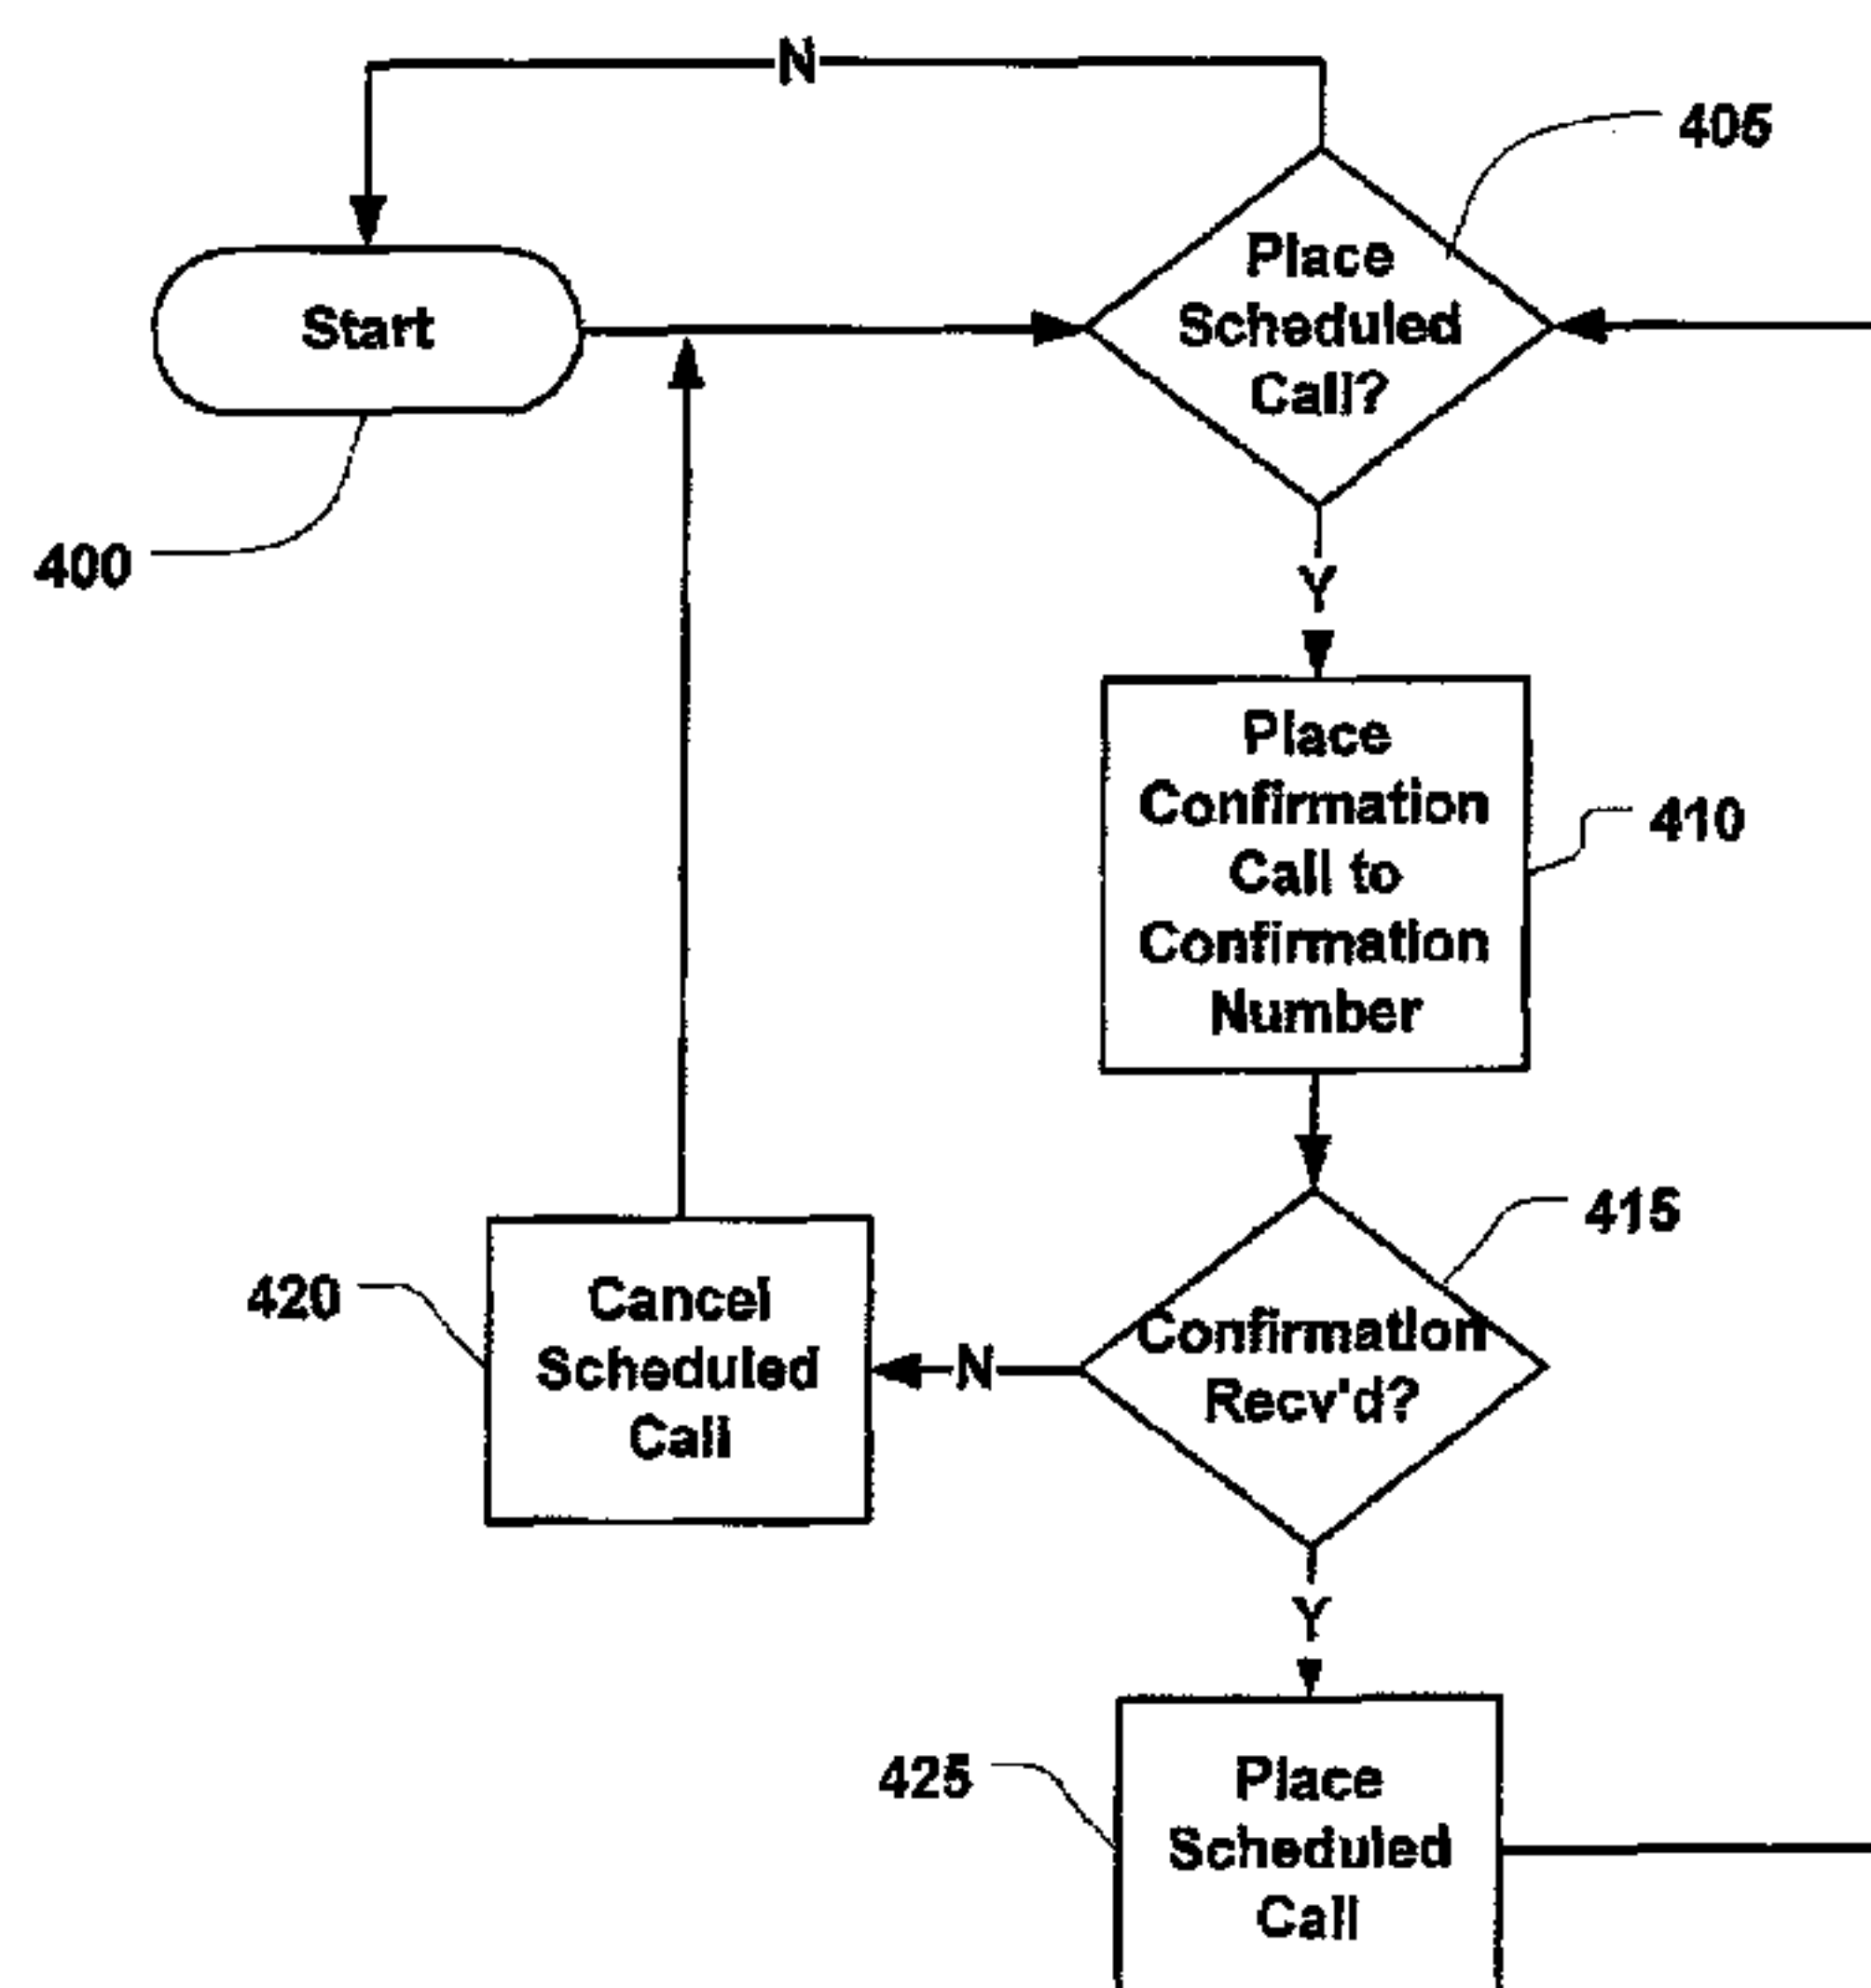 N
405
Start
Place
Scheduled
Call?
400
Y
Place
Confirmation
Call to
Confirmation
Number
410
415
Confirmation
Recv'd?
N
420
Cancel
Scheduled
Call
Y
425
Place
Scheduled
Call